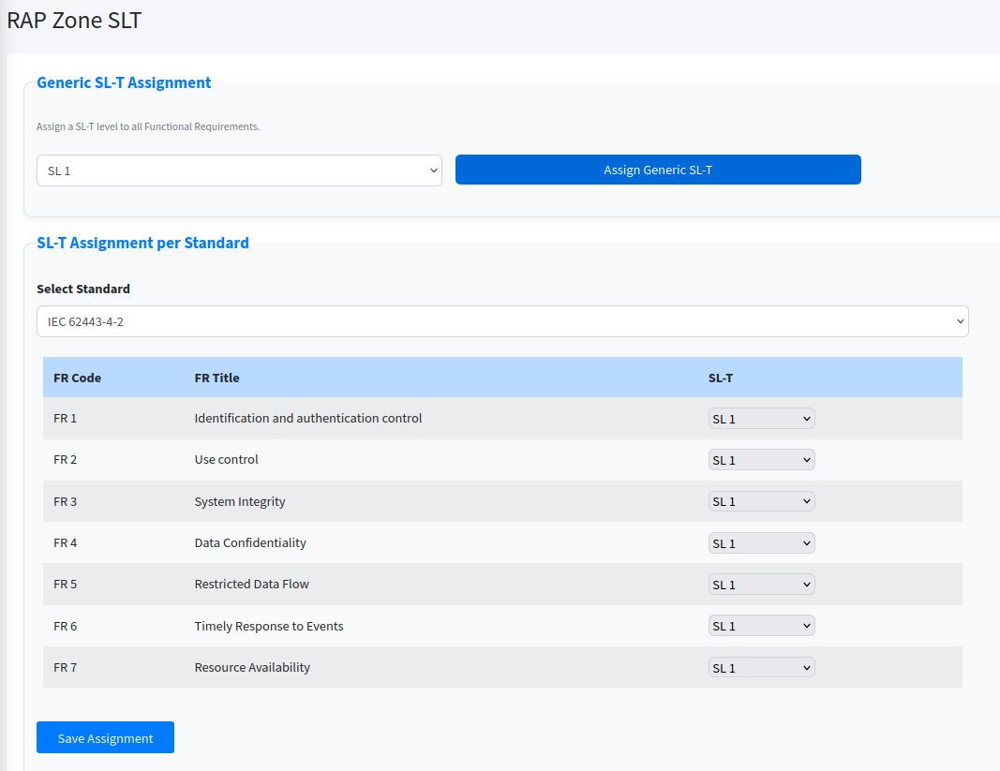 RAP Zone SLT
Generic SL-T Assignment
Assign a SL-T level to all Functional Requirements.
SL 1 Assign Generic SL-T
SL-T Assignment per Standard
Select Standard
IEC 62443-4-2
FR Code FR Title SL-T
FR 1 Identification and authentication control SL 1
FR 2 Use control SL 1
FR 3 System Integrity SL 1
FR 4 Data Confidentiality SL 1
FR 5 Restricted Data Flow SL 1
FR 6 Timely Response to Events SL 1
FR 7 Resource Availability SL 1
Save Assignment